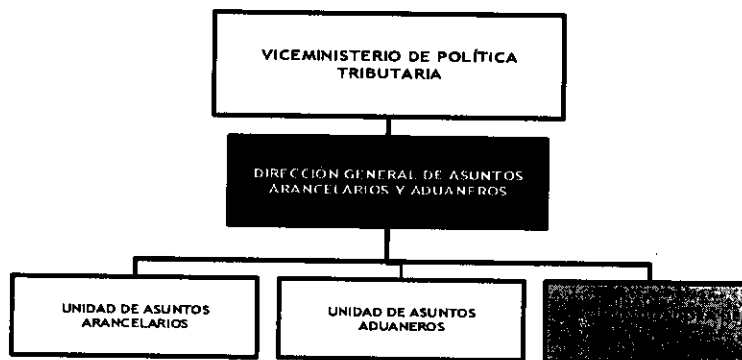 VICEMINISTERIO DE POLÍTICA
TRIBUTARIA
DIRECCIÓN GENERAL DE ASUNTOS
ARANCELARIOS Y ADUANEROS
UNIDAD DE ASUNTOS
ARANCELARIOS
UNIDAD DE ASUNTOS
ADUANEROS